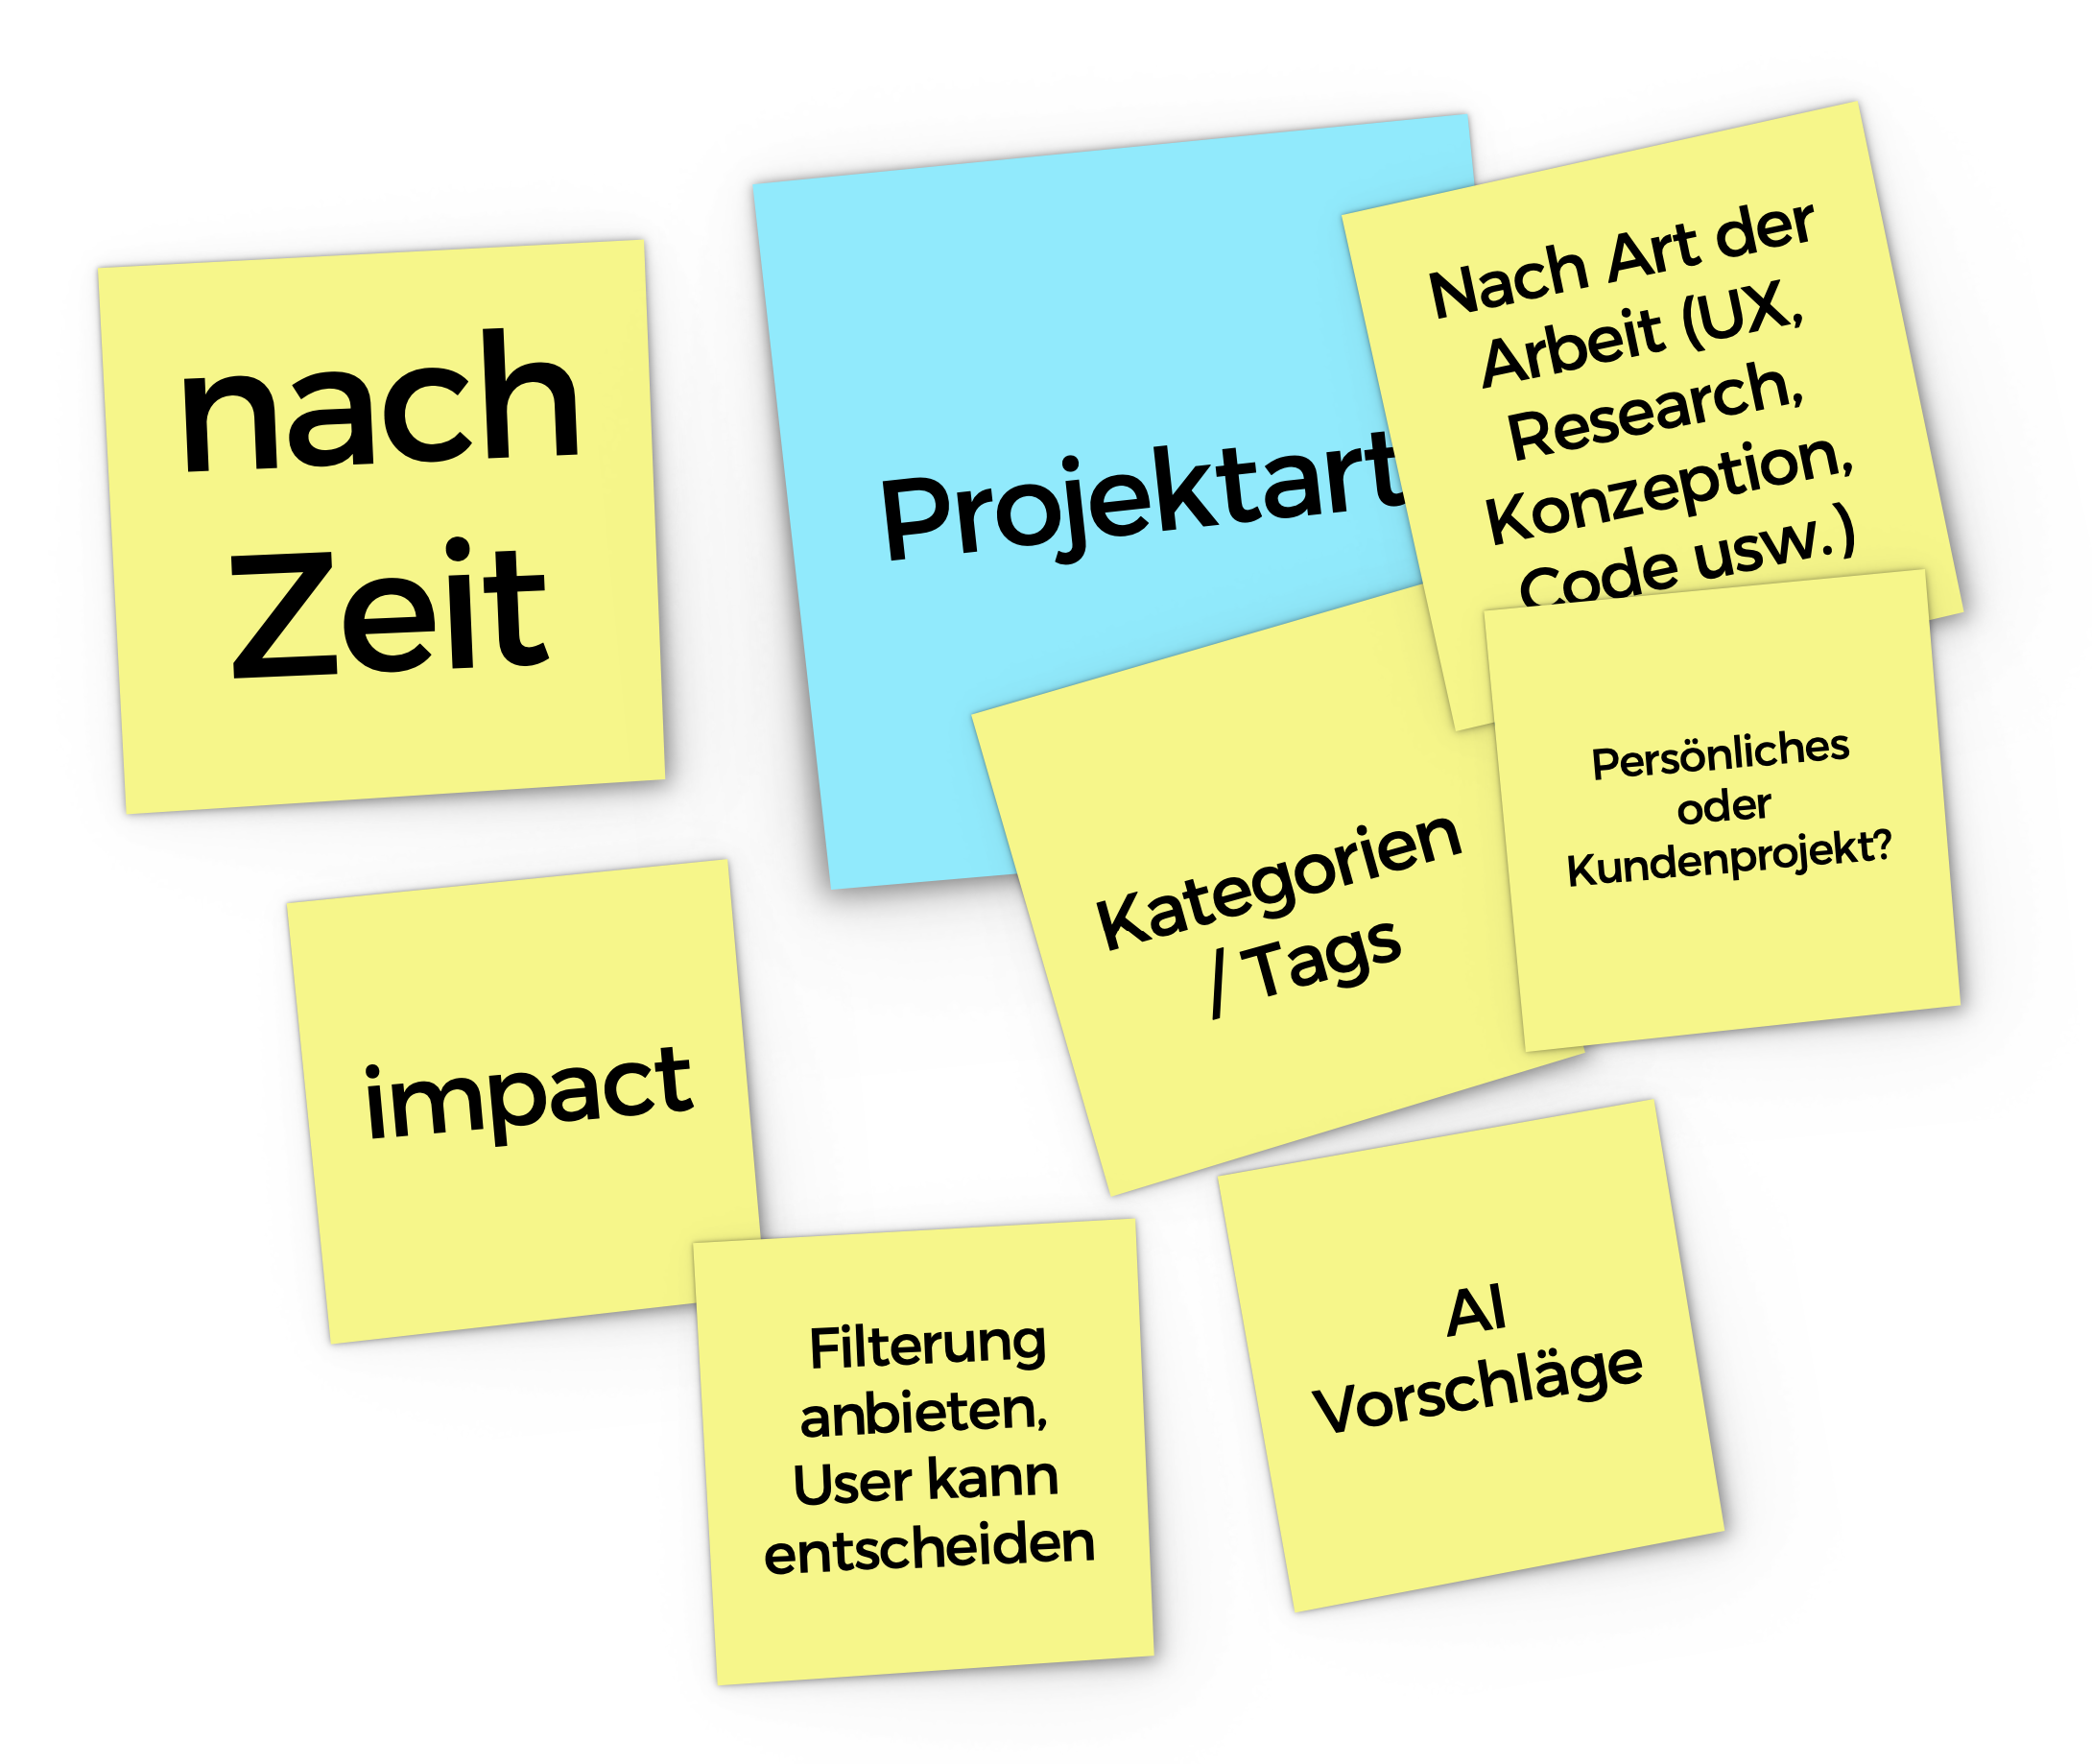 nach
Zeit
Projektart
Nach Art der
Arbeit (UX,
Research,
Konzeption,
Code usw.)
Kategorien
/ Tags
Persönliches
oder
Kundenprojekt?
impact
Filterung
anbieten,
User kann
entscheiden
AI
Vorschläge